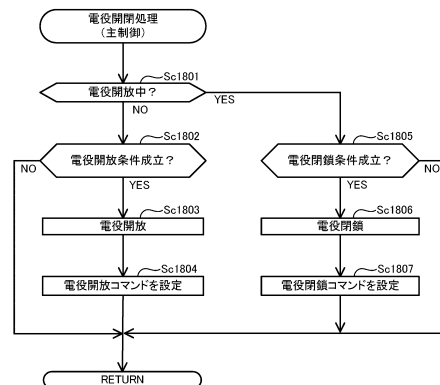 電役開閉処理
(主制御)
Sc1801
電役開放中？
NO
YES
Sc1802
電役開放条件成立？
NO
YES
Sc1803
電役開放
Sc1804
電役開放コマンドを設定
Sc1805
電役閉鎖条件成立？
NO
YES
Sc1806
電役閉鎖
Sc1807
電役閉鎖コマンドを設定
RETURN